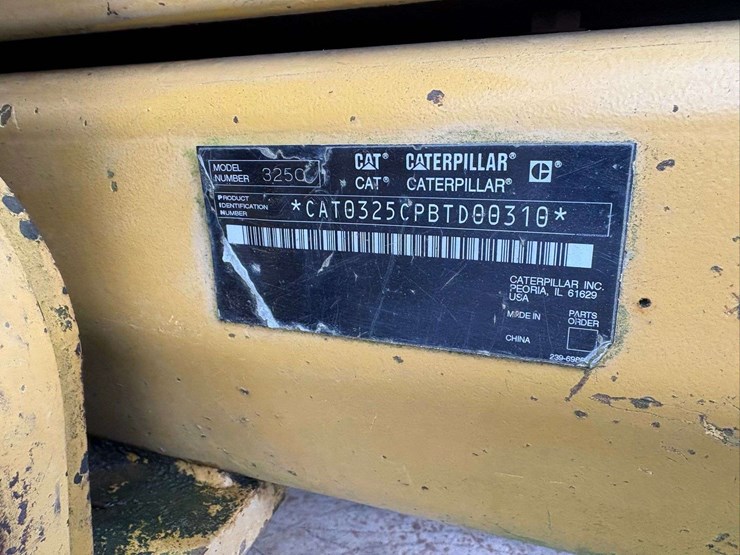 MODEL NUMBER 325C
CAT® CATERPILLAR® C®
CAT® CATERPILLAR®
PRODUCT IDENTIFICATION NUMBER
*CAT0325CPBTD00310*
CATERPILLAR INC.
PEORIA, IL 61629
USA
MADE IN
CHINA
PARTS ORDER